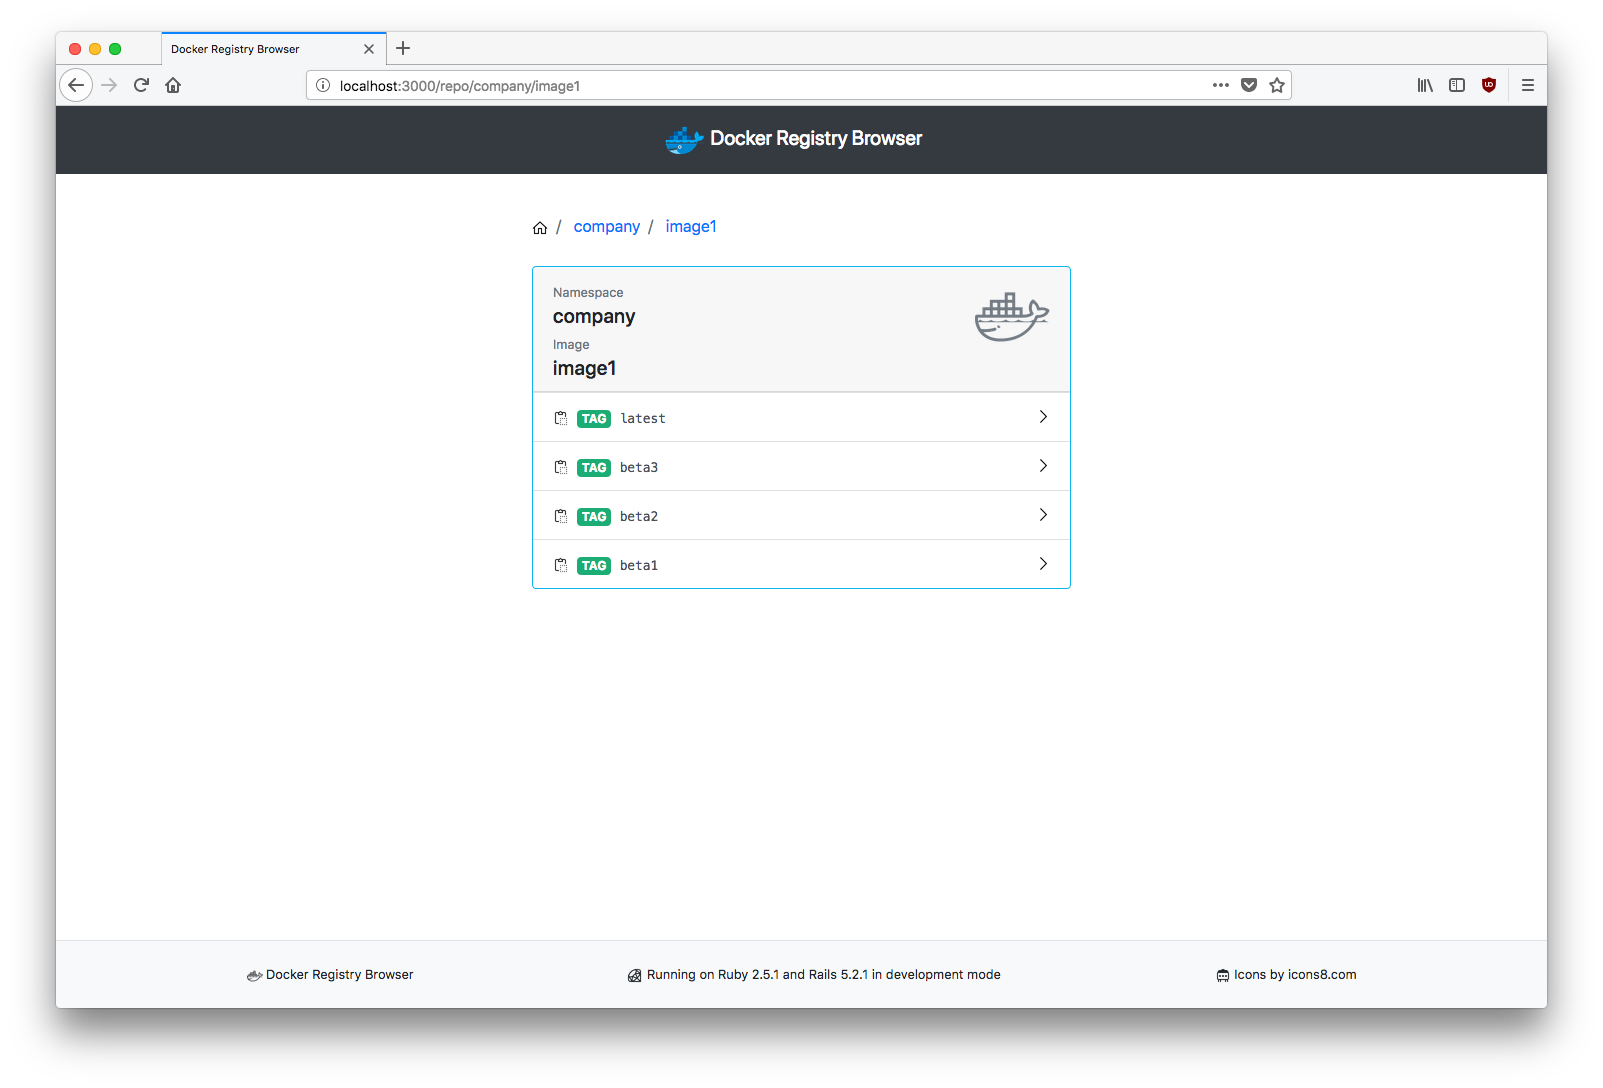 Docker Registry Browser
localhost:3000/repo/company/image1
Docker Registry Browser
/ company / image1
Namespace
company
Image
image1
TAG latest
TAG beta3
TAG beta2
TAG beta1
Docker Registry Browser
Running on Ruby 2.5.1 and Rails 5.2.1 in development mode
Icons by icons8.com